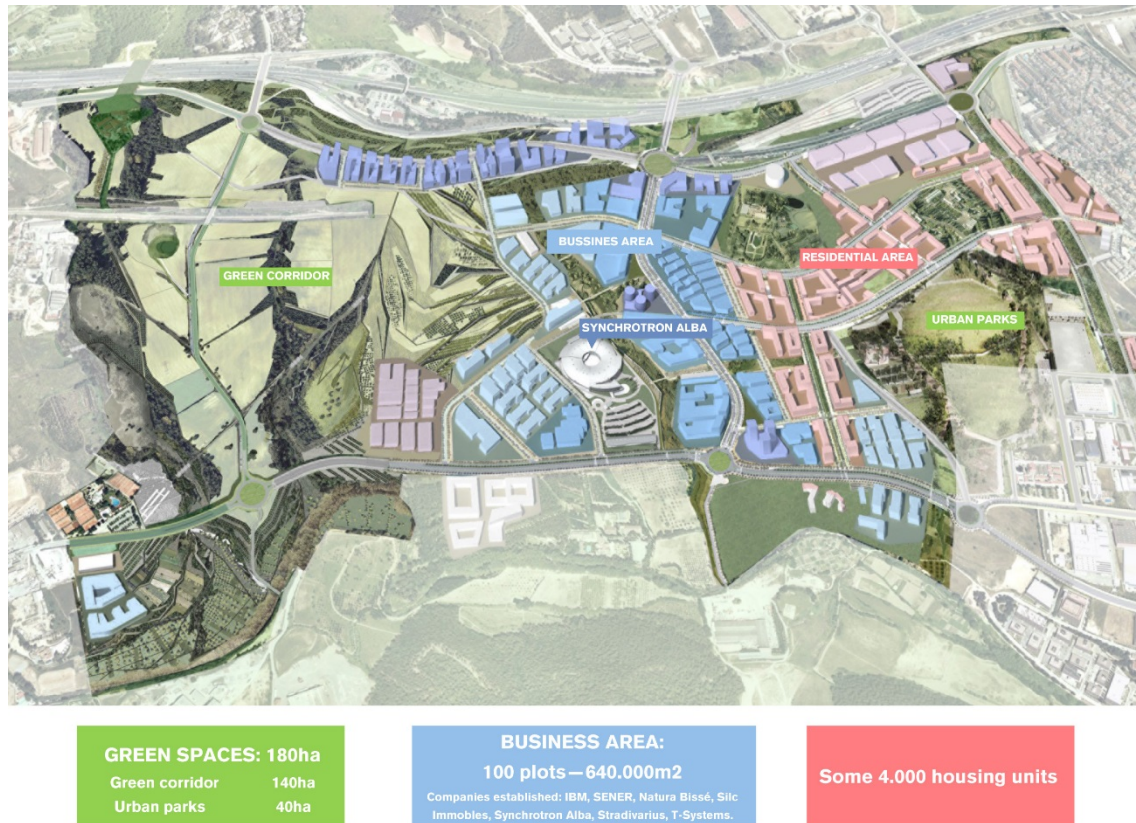 BUSSINES AREA
RESIDENTIAL AREA
GREEN CORRIDOR
URBAN PARKS
SYNCHROTRON ALBA
GREEN SPACES: 180ha
Green corridor 140ha
Urban parks 40ha
BUSINESS AREA:
100 plots—640.000m2
Companies established: IBM, SENER, Natura Bissé, Silc
Immobles, Synchrotron Alba, Stradivarius, T-Systems.
Some 4.000 housing units